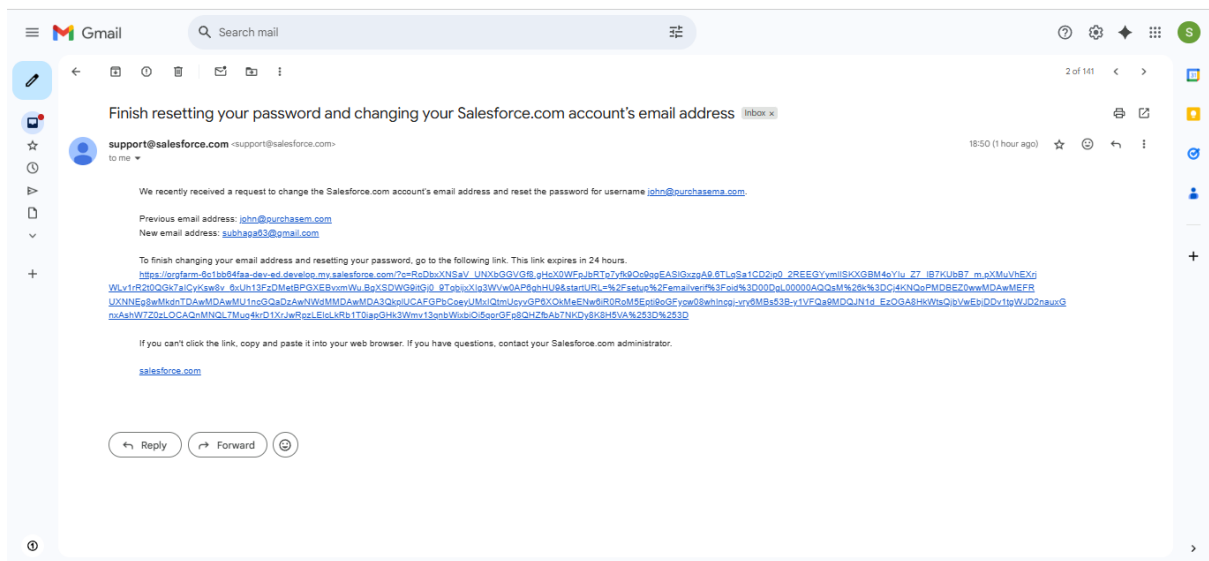 Gmail
Search mail
S
2 of 141
31
Finish resetting your password and changing your Salesforce.com account's email address Inbox x
support@salesforce.com <support@salesforce.com>
18:50 (1 hour ago)
to me
We recently received a request to change the Salesforce.com account's email address and reset the password for username john@purchasema.com.
Previous email address: john@purchasem.com
New email address: subhaga63@gmail.com
To finish changing your email address and resetting your password, go to the following link. This link expires in 24 hours.
If you can't click the link, copy and paste it into your web browser. If you have questions, contact your Salesforce.com administrator.
salesforce.com
Reply
Forward